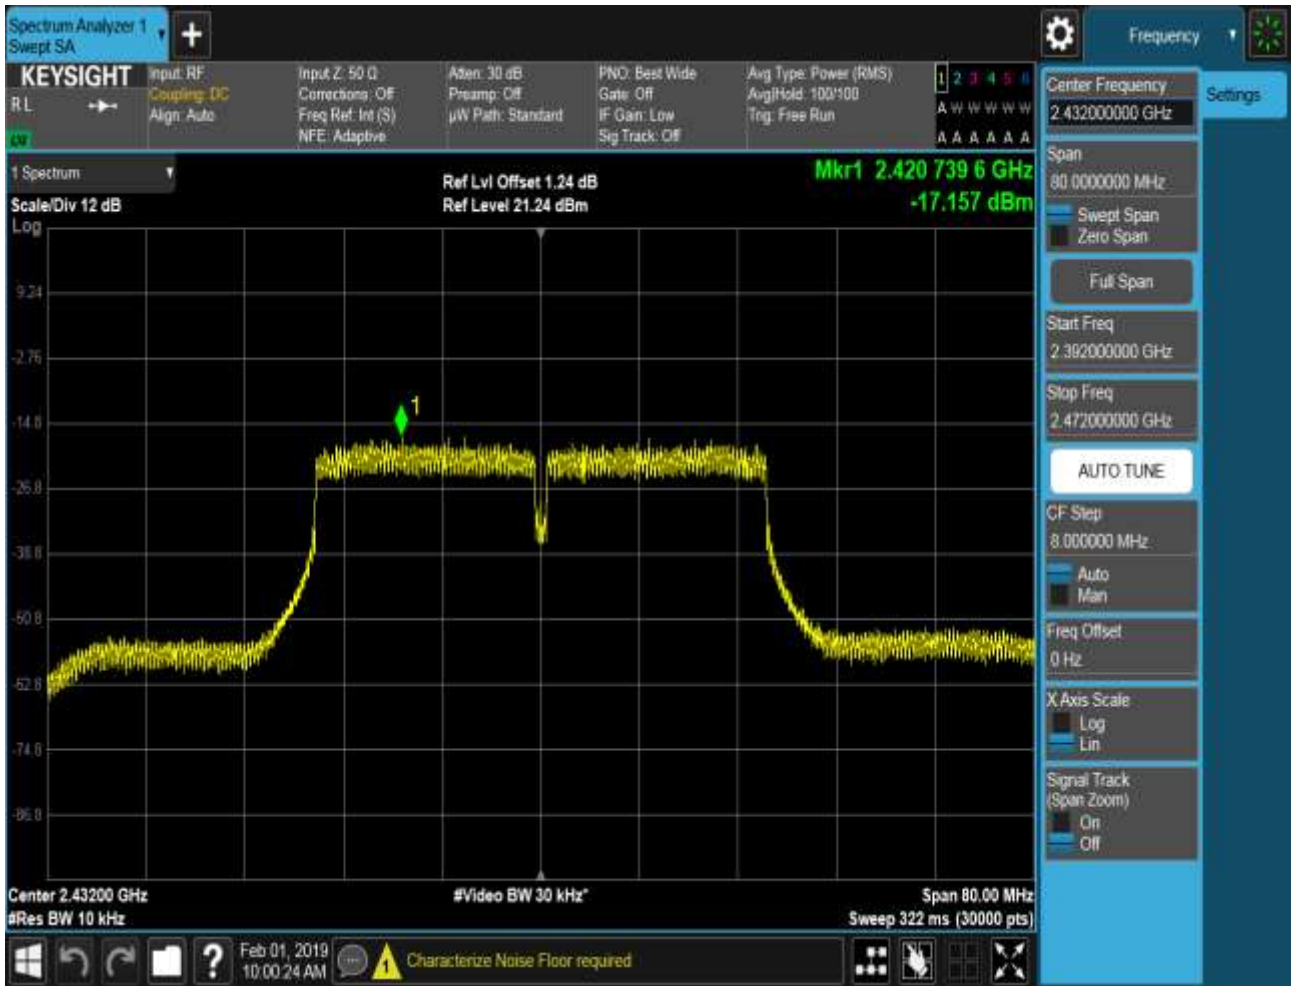 Spectrum Analyzer 1
Swept SA
Frequency
KEYSIGHT
R L
Input: RF
Coupling: DC
Align: Auto
Input Z: 50 Ω
Corrections: Off
Freq Ref: Int (S)
NFE: Adaptive
Atten: 30 dB
Preamp: Off
µW Path: Standard
PNO: Best Wide
Gate: Off
IF Gain: Low
Sig Track: Off
Avg Type: Power (RMS)
Avg|Hold: 100/100
Trig: Free Run
1 2 3 4 5 6
A W W W W W
A A A A A A
Center Frequency
2.432000000 GHz
Settings
1 Spectrum
Scale/Div 12 dB
Log
Ref Lvl Offset 1.24 dB
Ref Level 21.24 dBm
Mkr1 2.420 739 6 GHz
-17.157 dBm
Span
80.0000000 MHz
Swept Span
Zero Span
Full Span
Start Freq
2.392000000 GHz
Stop Freq
2.472000000 GHz
AUTO TUNE
CF Step
8.000000 MHz
Auto
Man
Freq Offset
0 Hz
X Axis Scale
Log
Lin
Signal Track
(Span Zoom)
On
Off
9.24
-2.76
-14.8
-26.8
-38.8
-50.8
-62.8
-74.8
-86.8
1
Center 2.43200 GHz
#Video BW 30 kHz*
Span 80.00 MHz
#Res BW 10 kHz
Sweep 322 ms (30000 pts)
?
Feb 01, 2019
10:00:24 AM
1
Characterize Noise Floor required